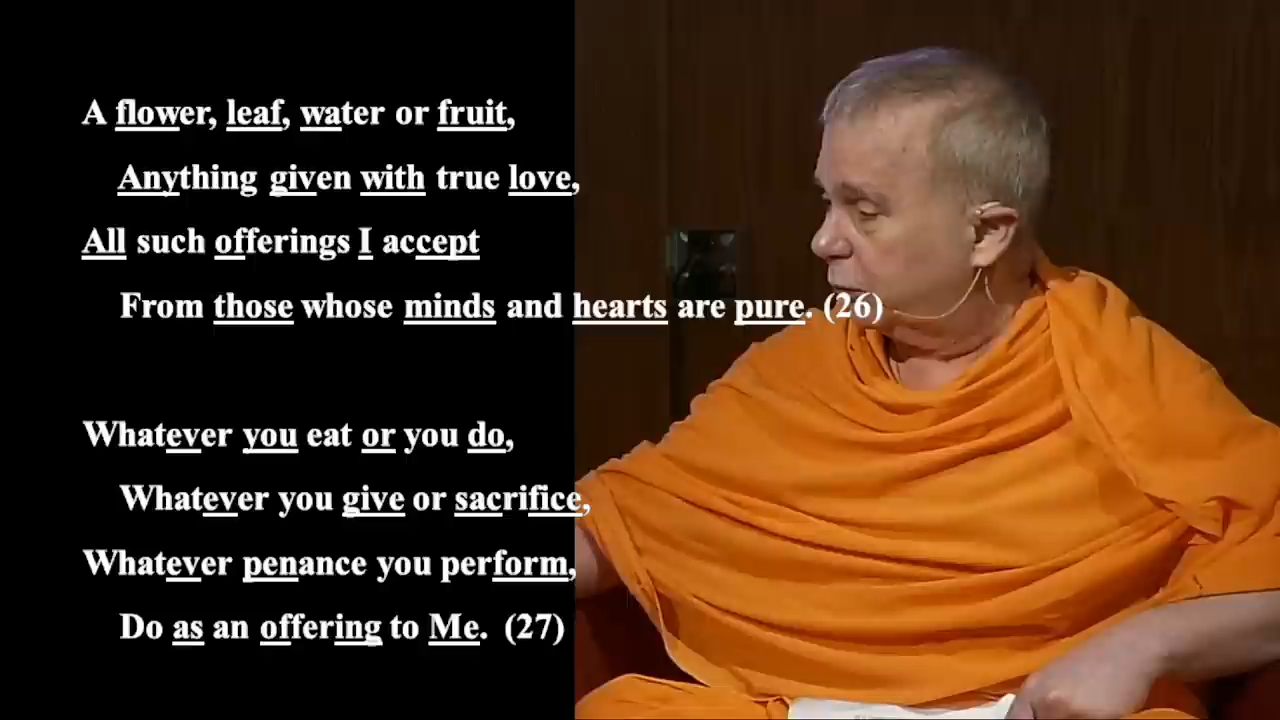 A flower, leaf, water or fruit,
Anything given with true love,
All such offerings I accept
From those whose minds and hearts are pure. (26)
Whatever you eat or you do,
Whatever you give or sacrifice,
Whatever penance you perform,
Do as an offering to Me. (27)